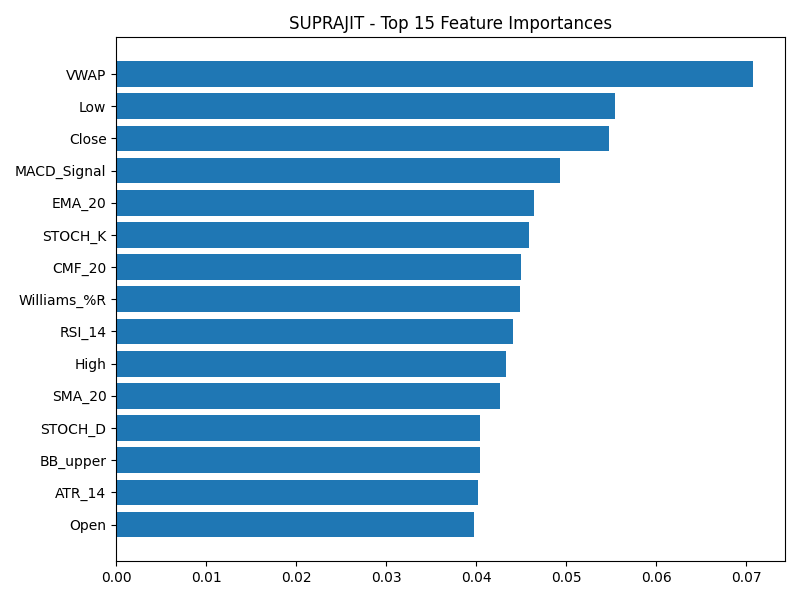 SUPRAJIT - Top 15 Feature Importances
VWAP
Low
Close
MACD_Signal
EMA_20
STOCH_K
CMF_20
Williams_%R
RSI_14
High
SMA_20
STOCH_D
BB_upper
ATR_14
Open
0.00 0.01 0.02 0.03 0.04 0.05 0.06 0.07